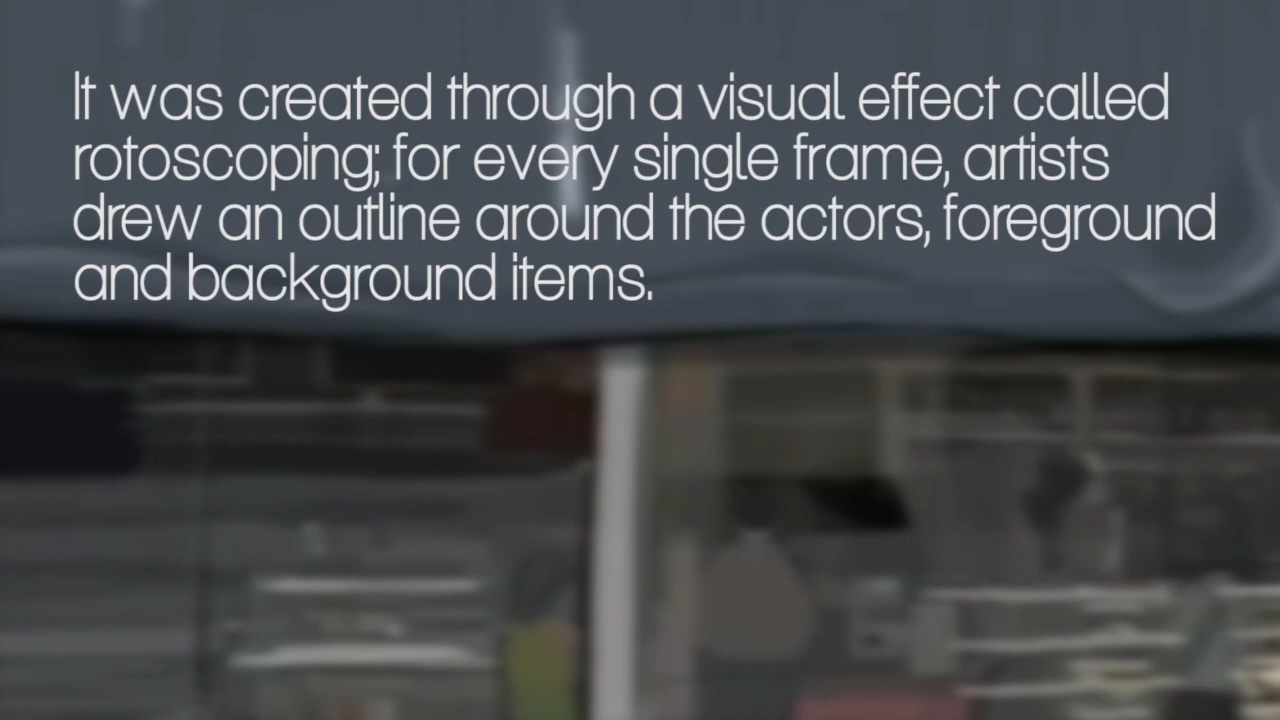 It was created through a visual effect called
rotoscoping; for every single frame, artists
drew an outline around the actors, foreground
and background items.